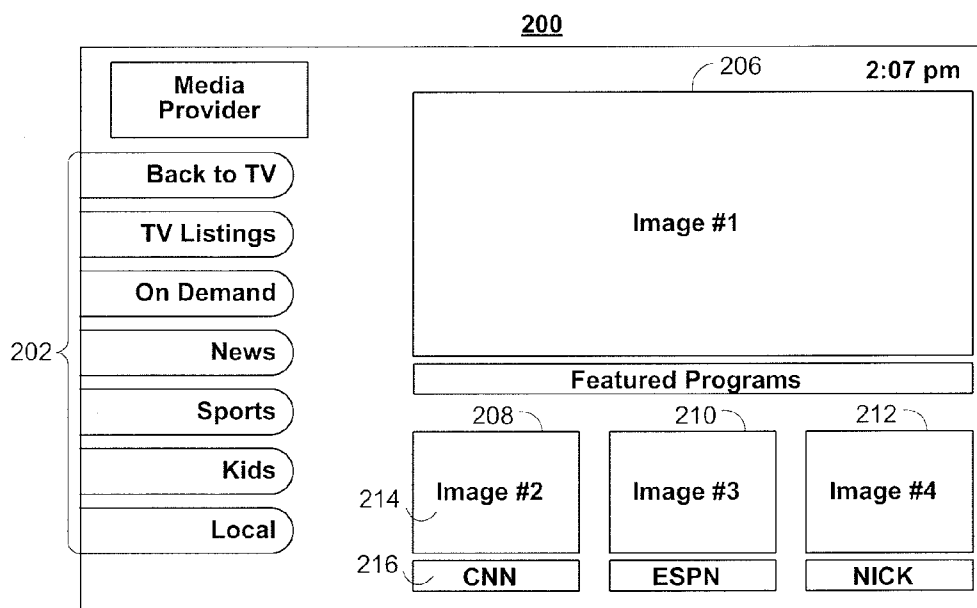 200
Media
Provider
206
2:07 pm
Back to TV
TV Listings
On Demand
News
Sports
Kids
Local
202
Image #1
Featured Programs
208
210
212
214
Image #2
Image #3
Image #4
216
CNN
ESPN
NICK